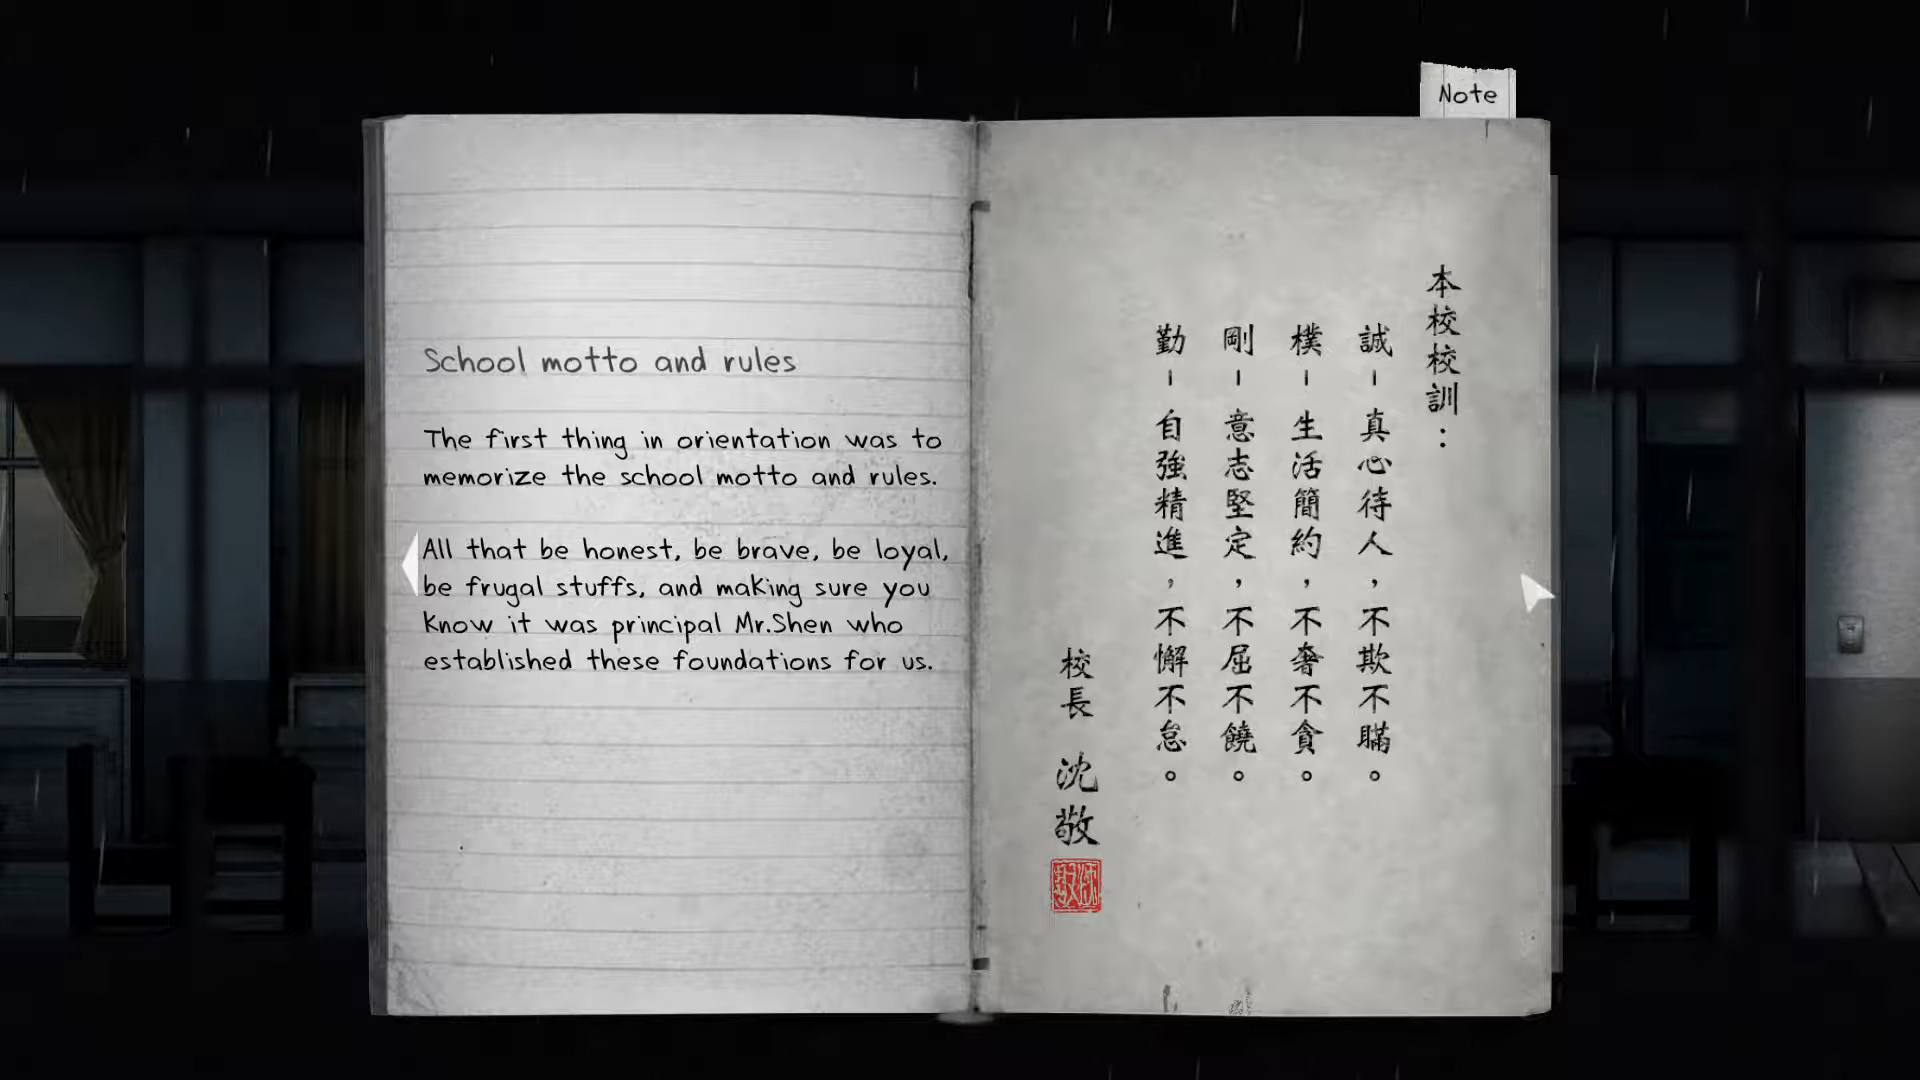 Note
School motto and rules
The first thing in orientation was to
memorize the school motto and rules.
All that be honest, be brave, be loyal,
be frugal stuffs, and making sure you
know it was principal Mr.Shen who
established these foundations for us.
本校校訓：
誠－真心待人，不欺不瞞。
樸－生活簡約，不奢不貪。
剛－意志堅定，不屈不饒。
勤－自強精進，不懈不怠。
校長 沈敬